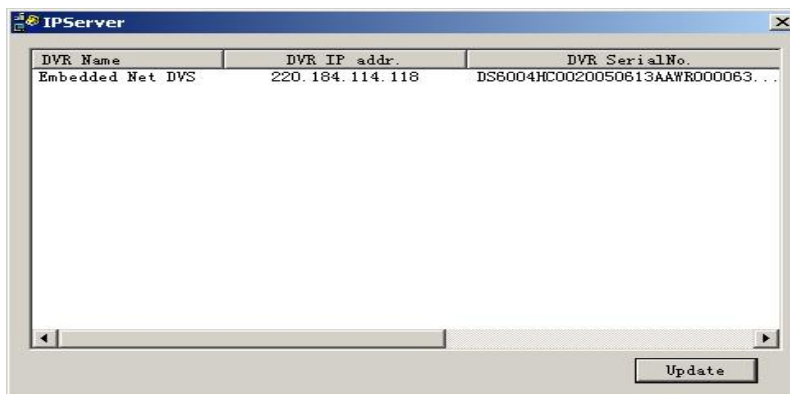 IPServer
DVR Name DVR IP addr. DVR SerialNo.
Embedded Net DVS 220.184.114.118 DS6004HC0020050613AAWR000063...
Update